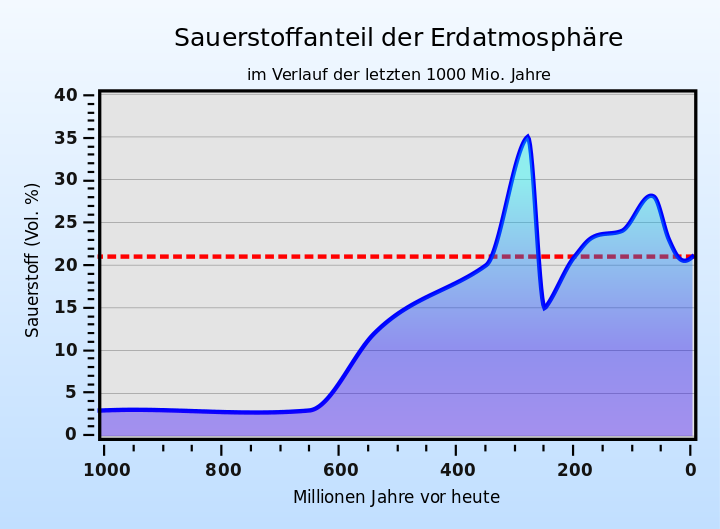 Sauerstoffanteil der Erdatmosphäre
im Verlauf der letzten 1000 Mio. Jahre
Sauerstoff (Vol. %)
40
35
30
25
20
15
10
5
0
1000 800 600 400 200 0
Millionen Jahre vor heute